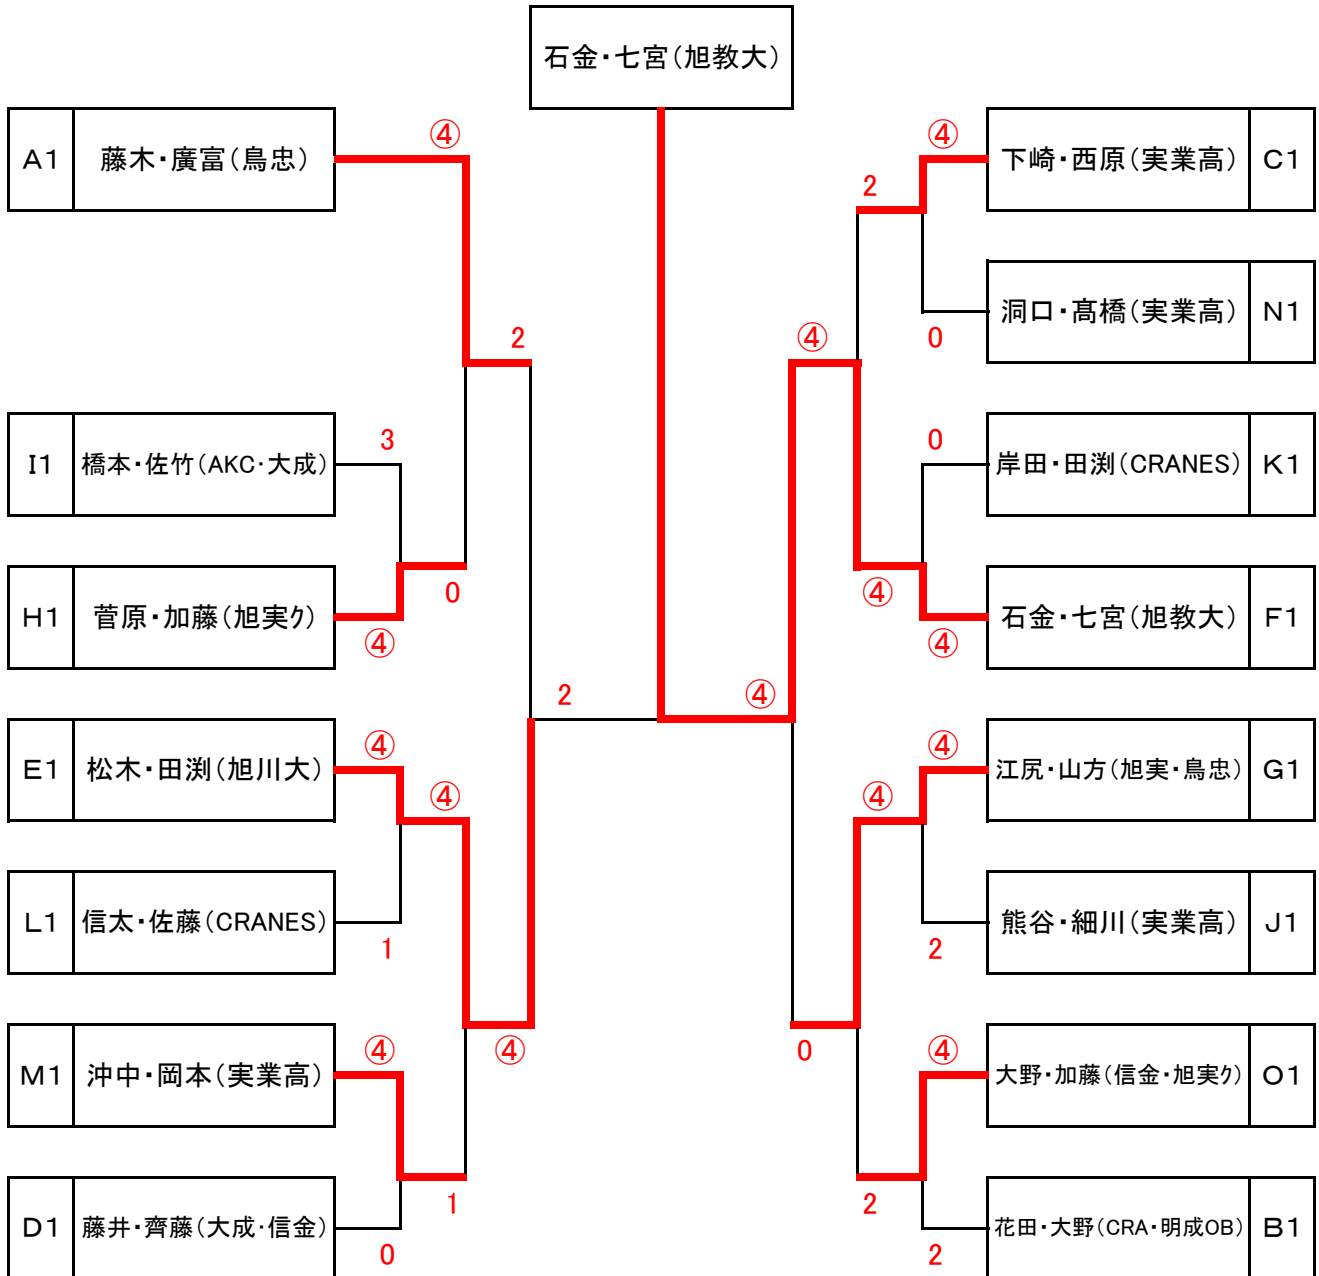 石金・七宮(旭教大)
A1 藤木・廣富(鳥忠) ④ ④ 下崎・西原(実業高) C1
2
洞口・髙橋(実業高) N1
2 ④ 0
I1 橋本・佐竹(AKC・大成) 3 0 岸田・田渕(CRANES) K1
H1 菅原・加藤(旭実ク) ④ 0 ④ ④ 石金・七宮(旭教大) F1
2 ④
E1 松木・田渕(旭川大) ④ ④ 江尻・山方(旭実・鳥忠) G1
④ ④
L1 信太・佐藤(CRANES) 1 2 熊谷・細川(実業高) J1
M1 沖中・岡本(実業高) ④ ④ 0 ④ 大野・加藤(信金・旭実ク) O1
D1 藤井・齊藤(大成・信金) 0 1 2 2 花田・大野(CRA・明成OB) B1